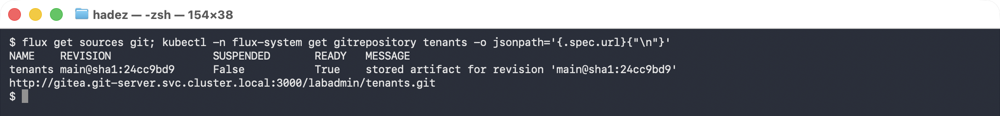 hadez — -zsh — 154×38
$ flux get sources git; kubectl -n flux-system get gitrepository tenants -o jsonpath='{.spec.url}{"\n"}'
NAME    REVISION                SUSPENDED       READY   MESSAGE
tenants main@sha1:24cc9bd9      False           True    stored artifact for revision 'main@sha1:24cc9bd9'
http://gitea.git-server.svc.cluster.local:3000/labadmin/tenants.git
$